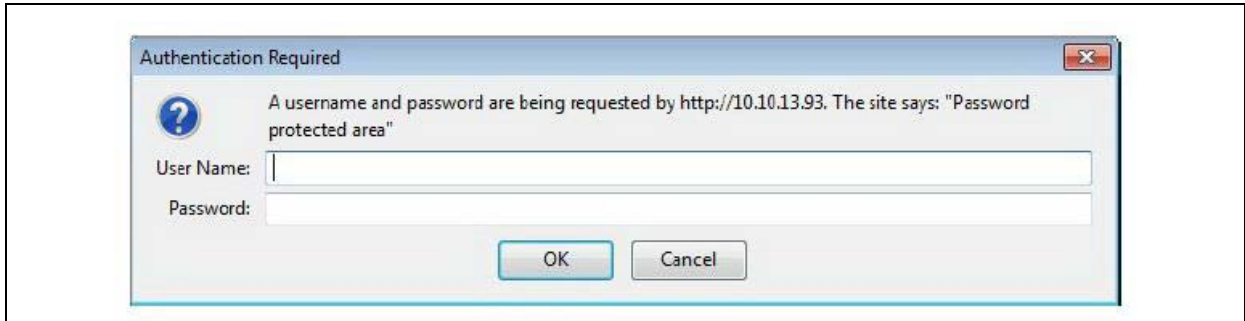 Authentication Required
A username and password are being requested by http://10.10.13.93. The site says: "Password
protected area"
User Name:
Password:
OK Cancel